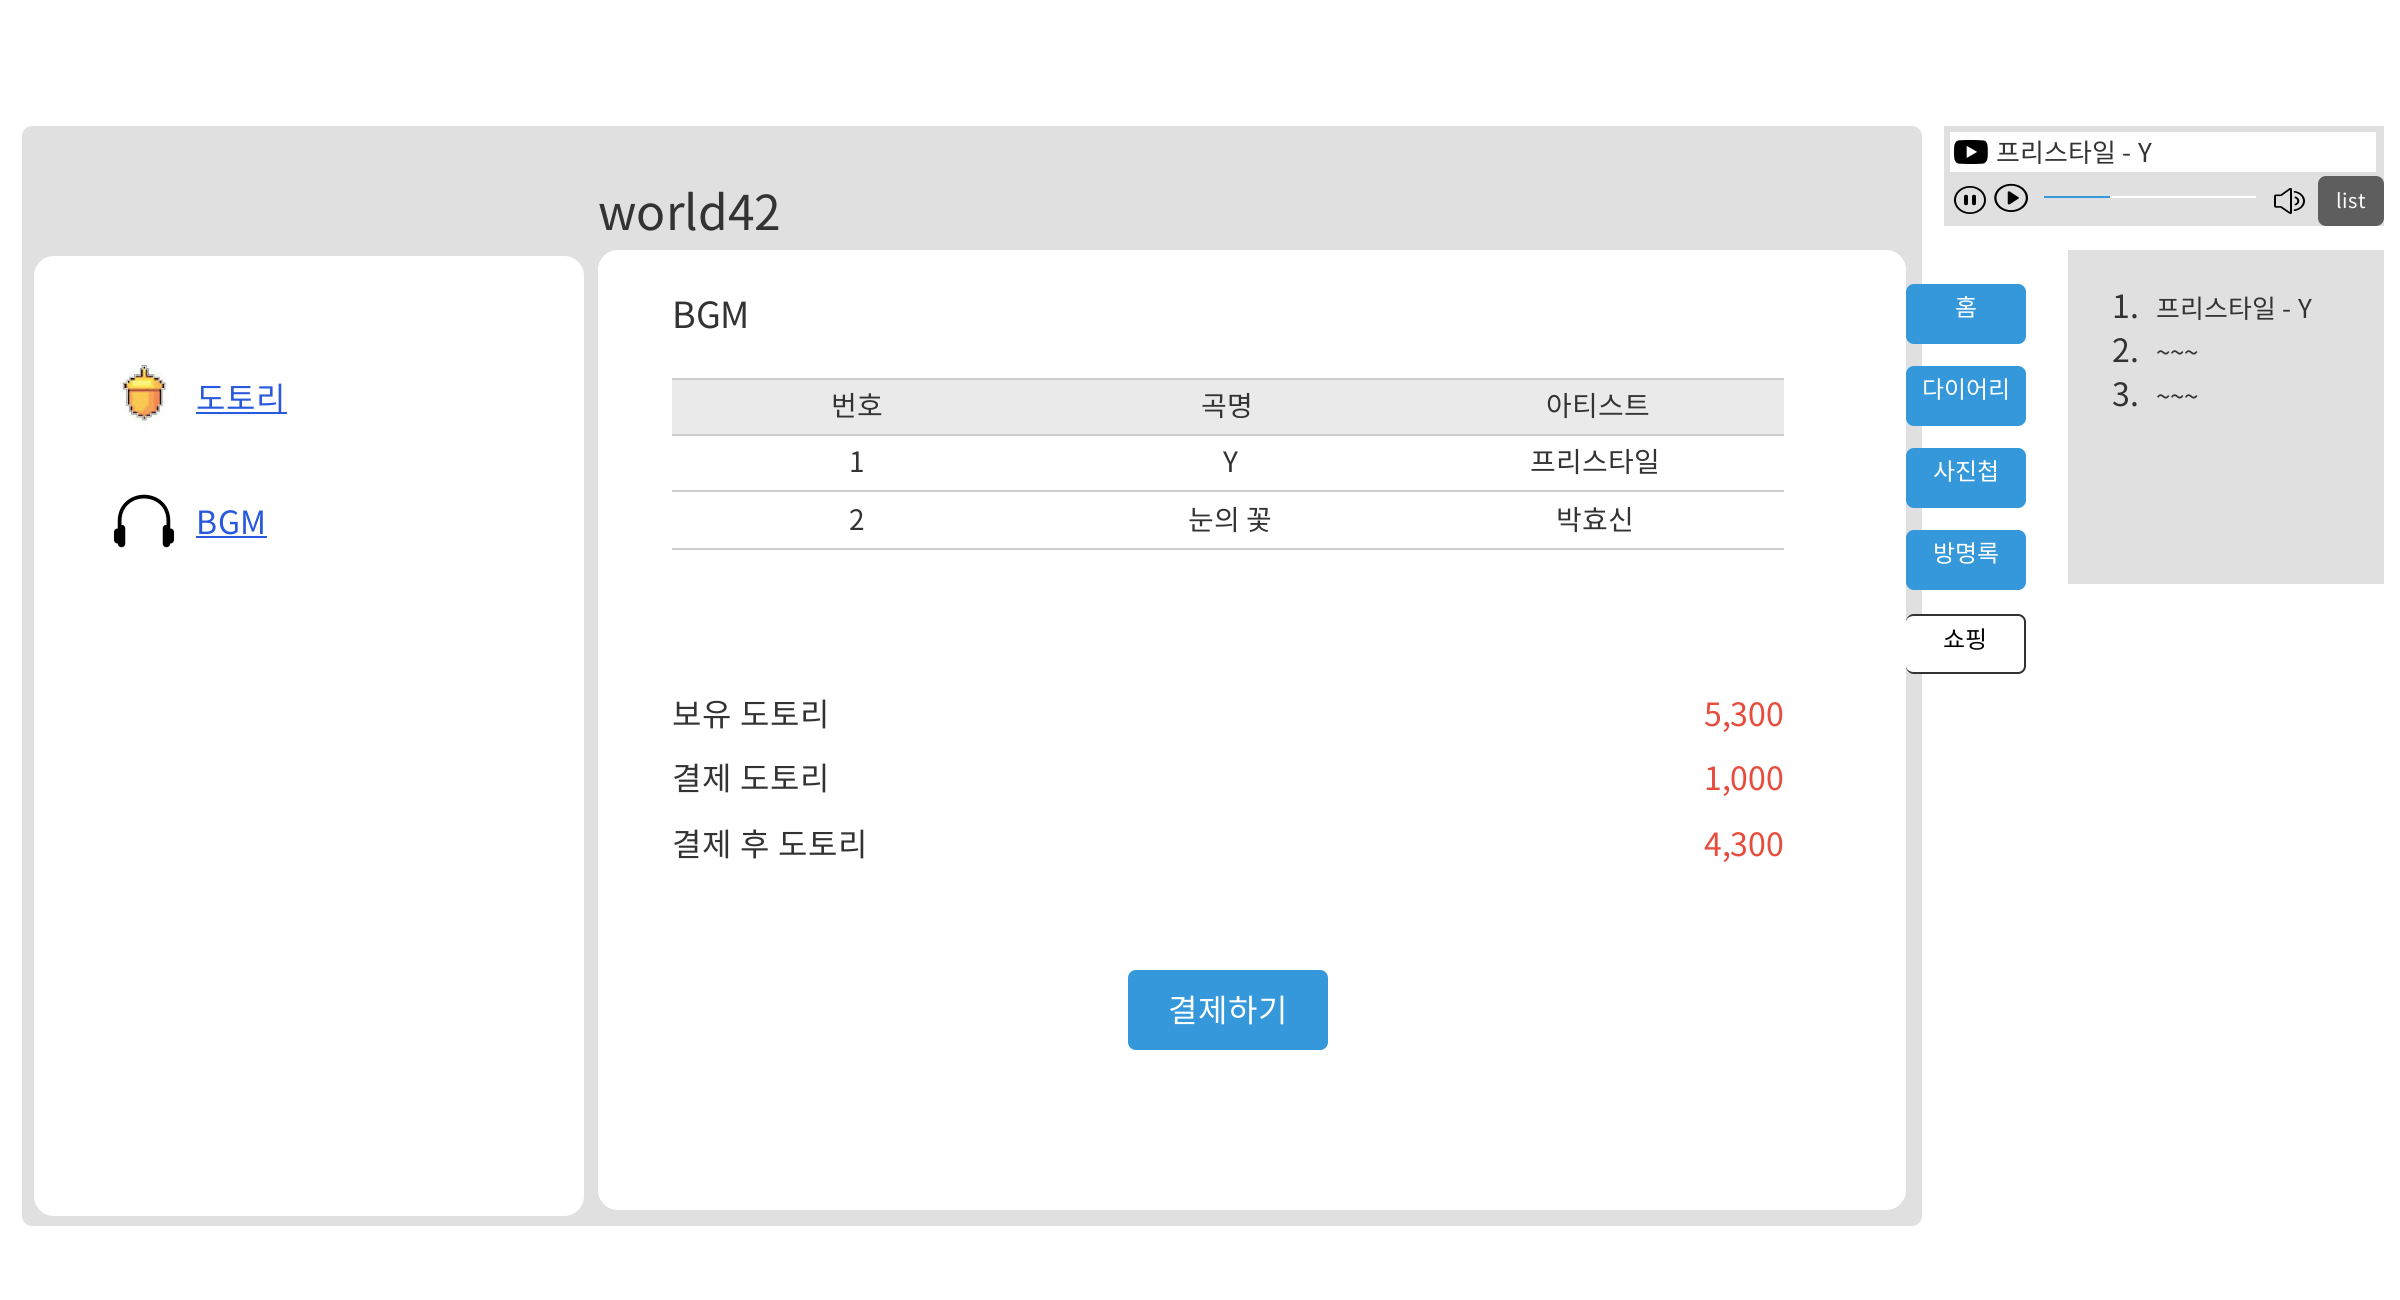 프리스타일 - Y
list
world42
도토리
BGM
BGM
번호 곡명 아티스트
1 Y 프리스타일
2 눈의 꽃 박효신
보유 도토리 5,300
결제 도토리 1,000
결제 후 도토리 4,300
결제하기
홈
다이어리
사진첩
방명록
쇼핑
1. 프리스타일 - Y
2. ~~~
3. ~~~